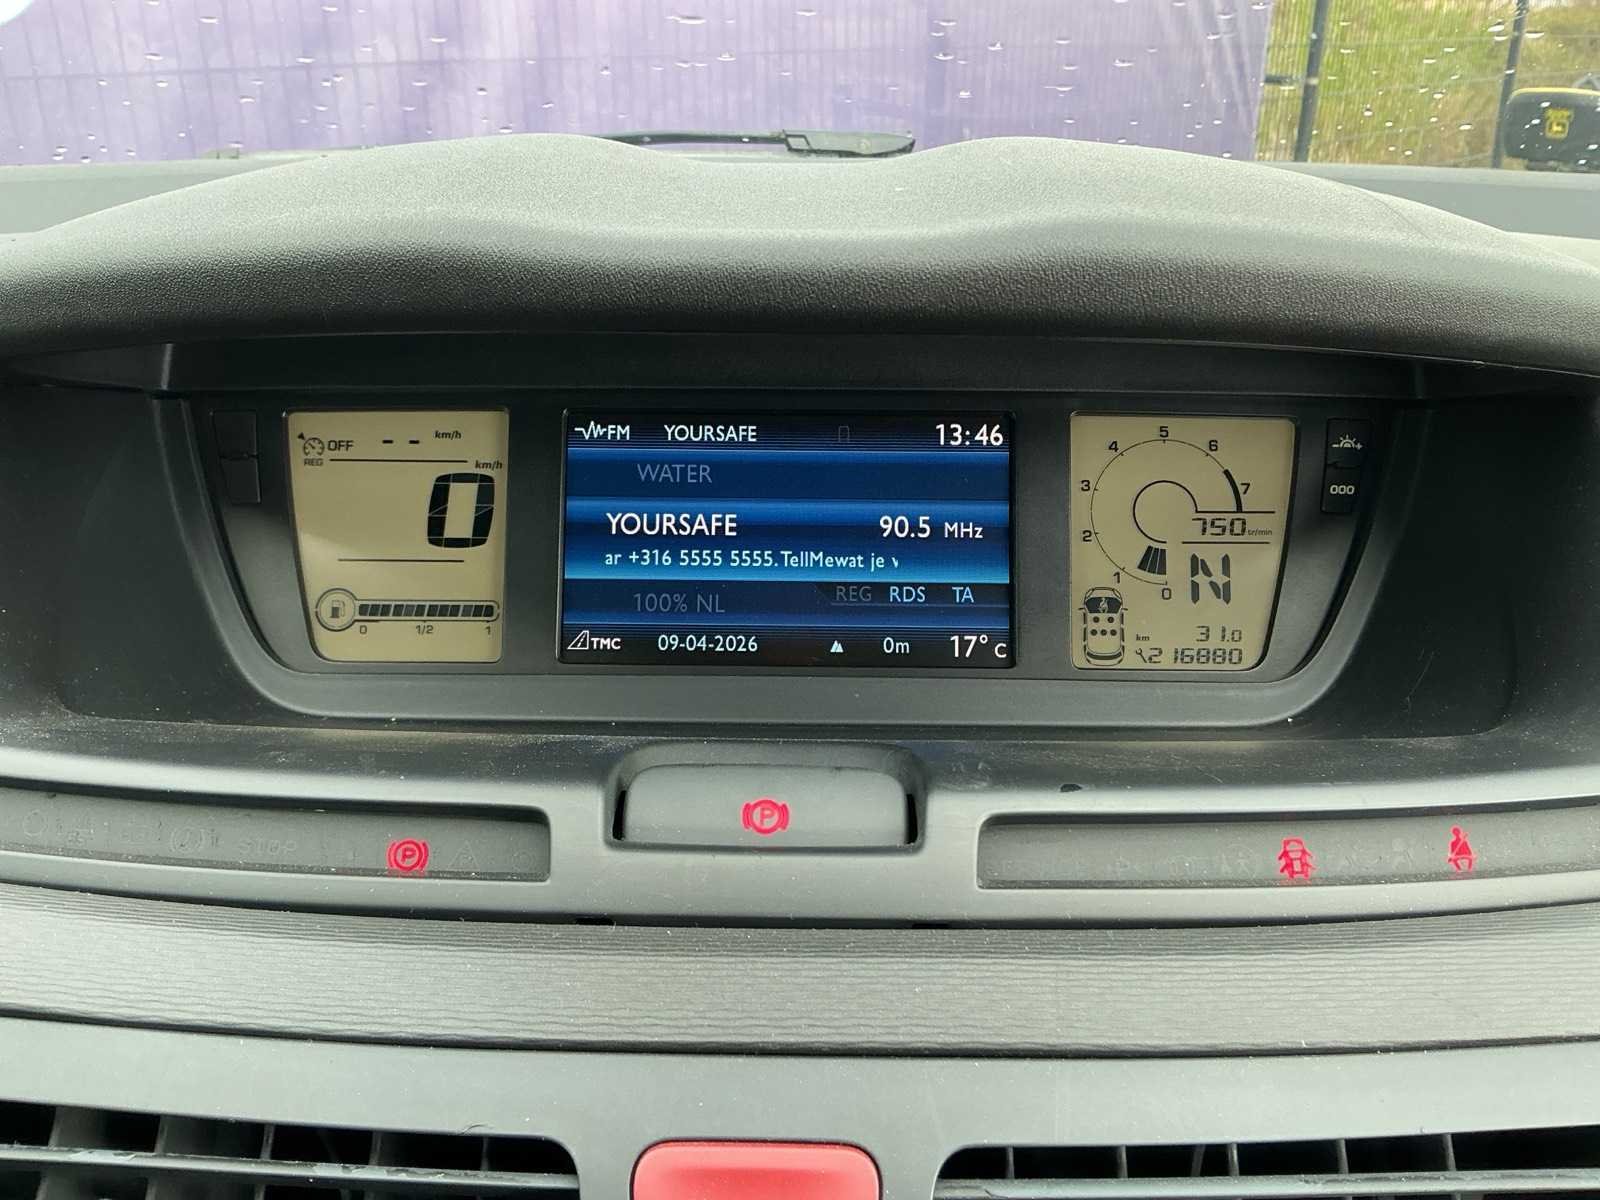 OFF -- km/h
REG
km/h
0
0 1/2 1
FM YOURSAFE 13:46
WATER
YOURSAFE 90.5 MHz
ar +316 5555 5555.TellMewat je v
100% NL REG RDS TA
TMC 09-04-2026 0m 17° C
0 1 2 3 4 5 6 7
750 tr/min
N
km 31.0
216880
000
P
STOP
P